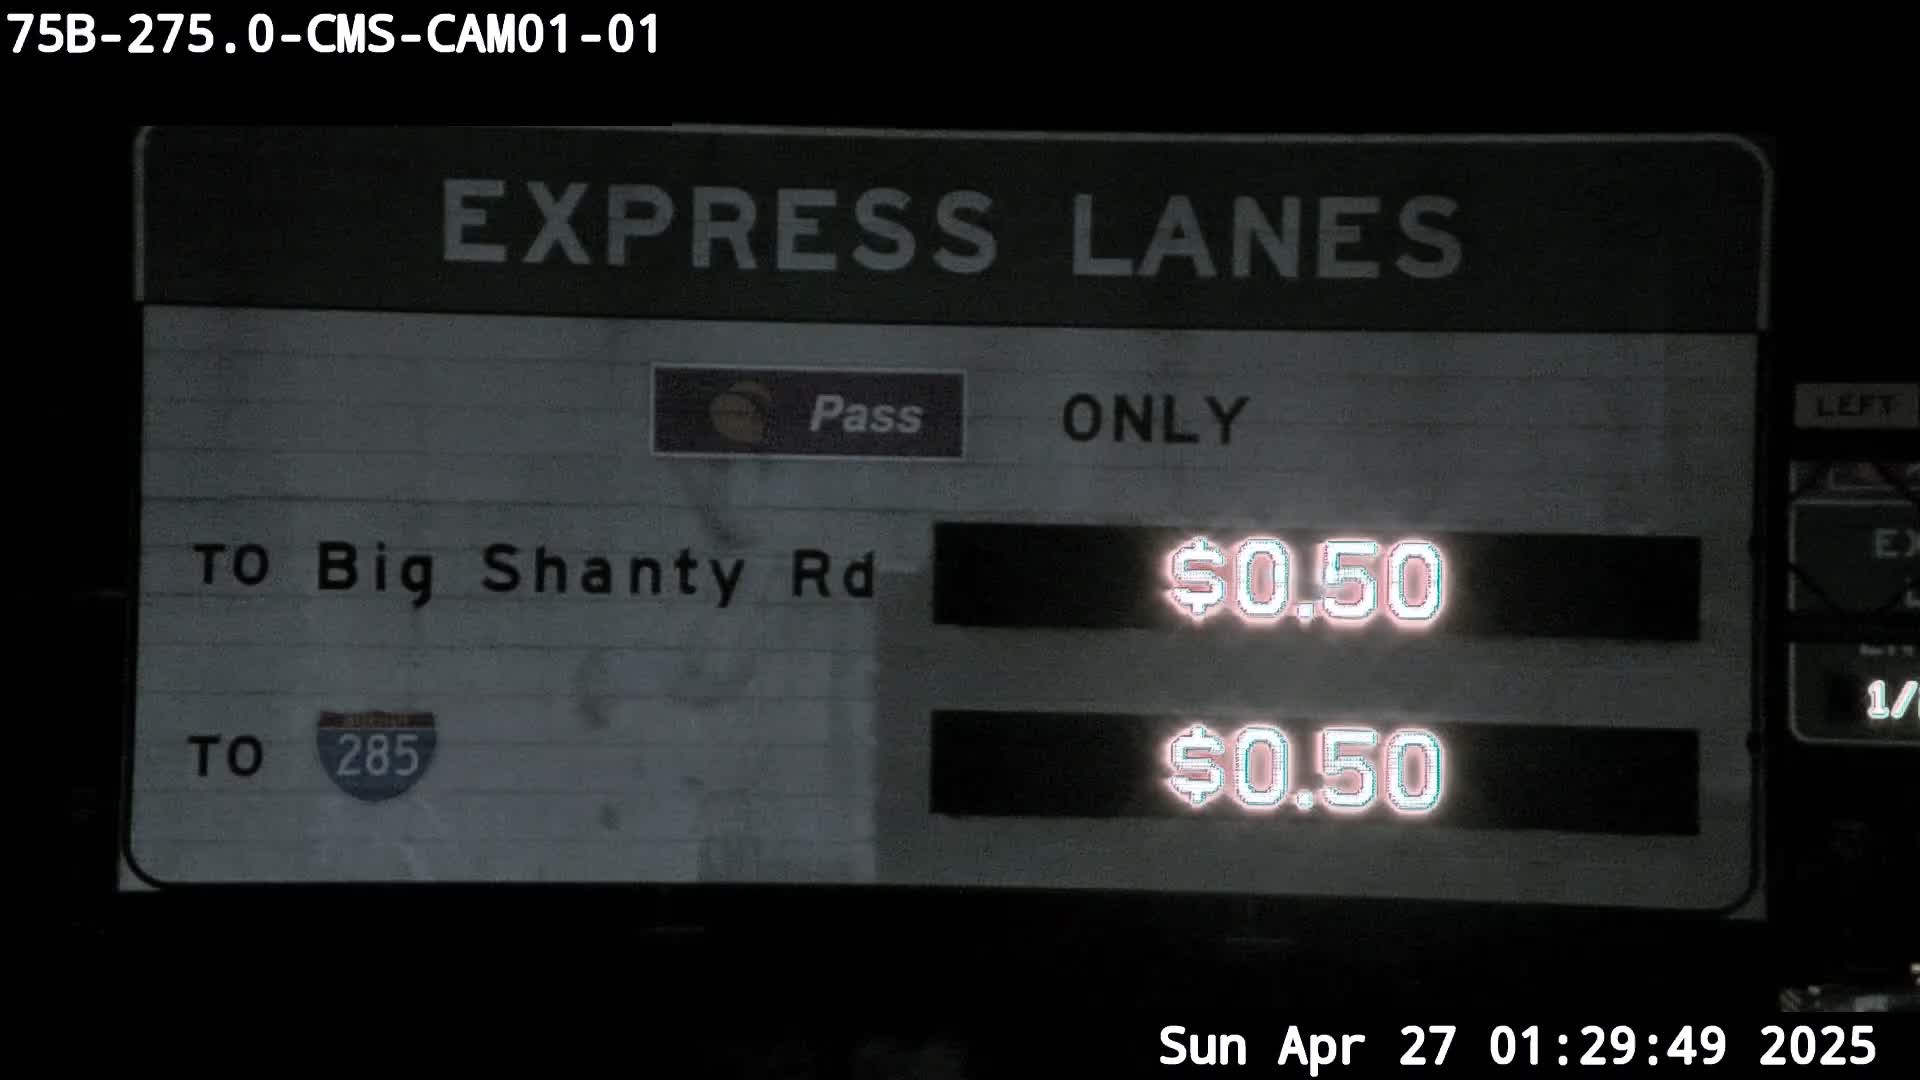 75B-275.0-CMS-CAM01-01
EXPRESS LANES
Pass ONLY
TO Big Shanty Rd $0.50
TO 285 $0.50
LEFT
Sun Apr 27 01:29:49 2025